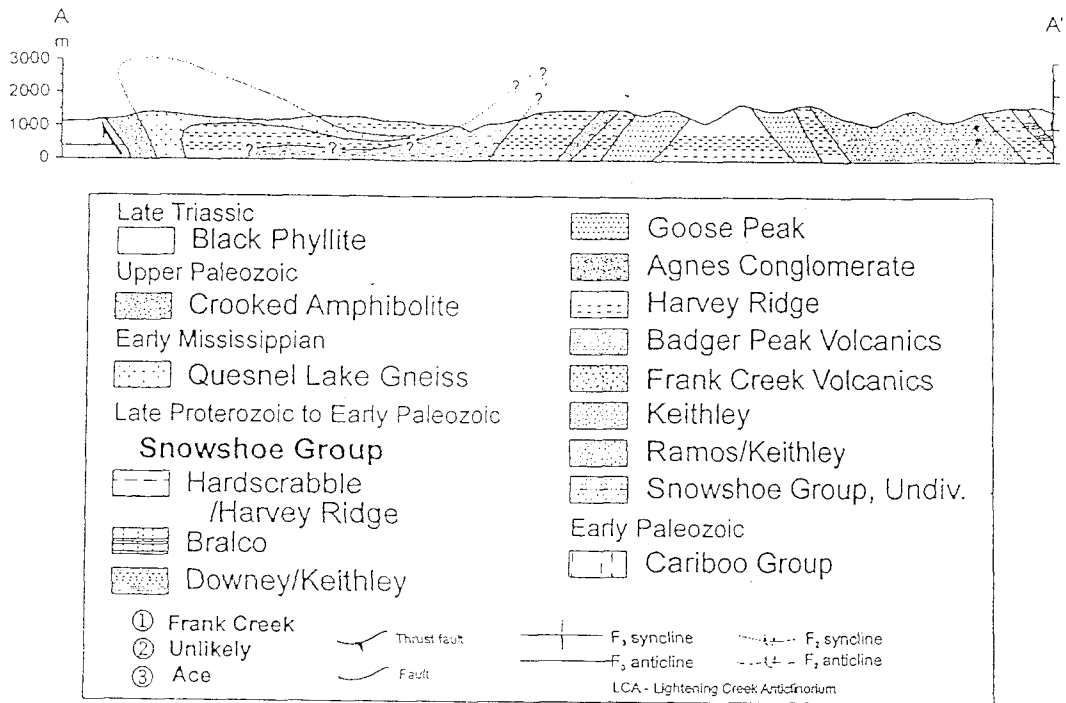 A
A'
m
3000
2000
1000
0
?
?
?
?
?
?
?
Late Triassic
Black Phyllite
Upper Paleozoic
Crooked Amphibolite
Early Mississippian
Quesnel Lake Gneiss
Late Proterozoic to Early Paleozoic
Snowshoe Group
Hardscrabble
/Harvey Ridge
Bralco
Downey/Keithley
Goose Peak
Agnes Conglomerate
Harvey Ridge
Badger Peak Volcanics
Frank Creek Volcanics
Keithley
Ramos/Keithley
Snowshoe Group, Undiv.
Early Paleozoic
Cariboo Group
① Frank Creek
② Unlikely
③ Ace
Thrust fault
Fault
F₃ syncline
F₃ anticline
F₂ syncline
F₂ anticline
LCA - Lightening Creek Anticlinorium